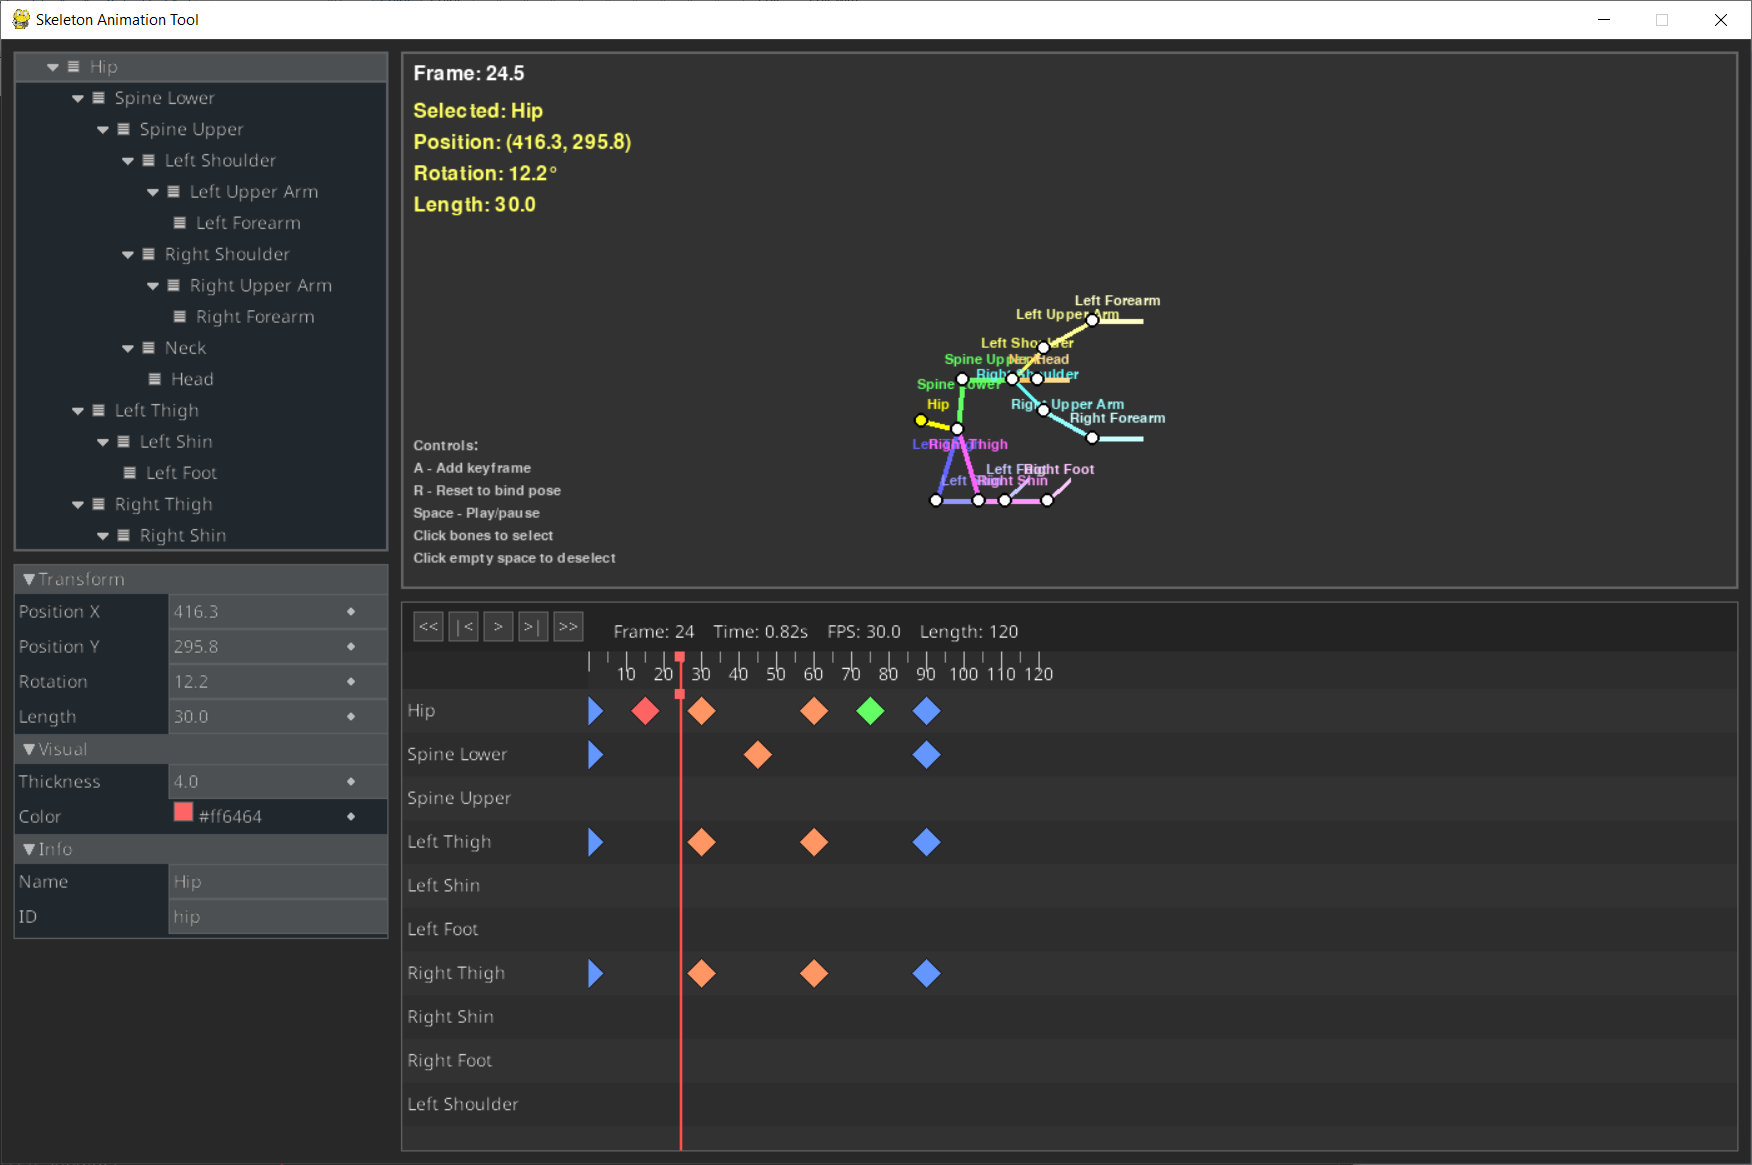 Skeleton Animation Tool
Hip
Spine Lower
Spine Upper
Left Shoulder
Left Upper Arm
Left Forearm
Right Shoulder
Right Upper Arm
Right Forearm
Neck
Head
Left Thigh
Left Shin
Left Foot
Right Thigh
Right Shin
Transform
Position X 416.3
Position Y 295.8
Rotation 12.2
Length 30.0
Visual
Thickness 4.0
Color #ff6464
Info
Name Hip
ID hip
Frame: 24.5
Selected: Hip
Position: (416.3, 295.8)
Rotation: 12.2°
Length: 30.0
Left Forearm
Left Upper Arm
Left Shoulder
Spine Upper Neck Head
Right Shoulder
Spine Lower
Hip
Right Upper Arm
Right Forearm
Left Thigh Right Thigh
Left Foot Right Foot
Left Shin Right Shin
Controls:
A - Add keyframe
R - Reset to bind pose
Space - Play/pause
Click bones to select
Click empty space to deselect
<< |< > >| >> Frame: 24 Time: 0.82s FPS: 30.0 Length: 120
10 20 30 40 50 60 70 80 90 100 110 120
Hip
Spine Lower
Spine Upper
Left Thigh
Left Shin
Left Foot
Right Thigh
Right Shin
Right Foot
Left Shoulder